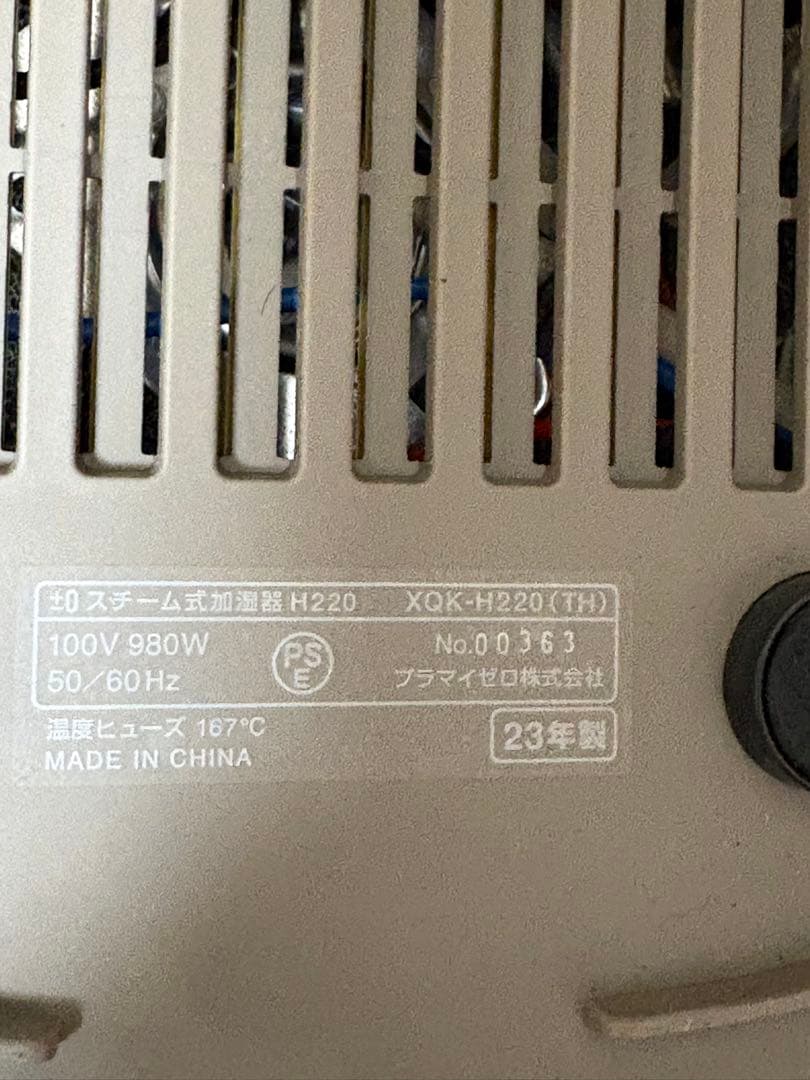 ±0 スチーム式加湿器 H220 XQK-H220(TH)
100V 980W
50/60Hz
PS
E
No.00363
プラマイゼロ株式会社
温度ヒューズ 167℃
MADE IN CHINA
23年製